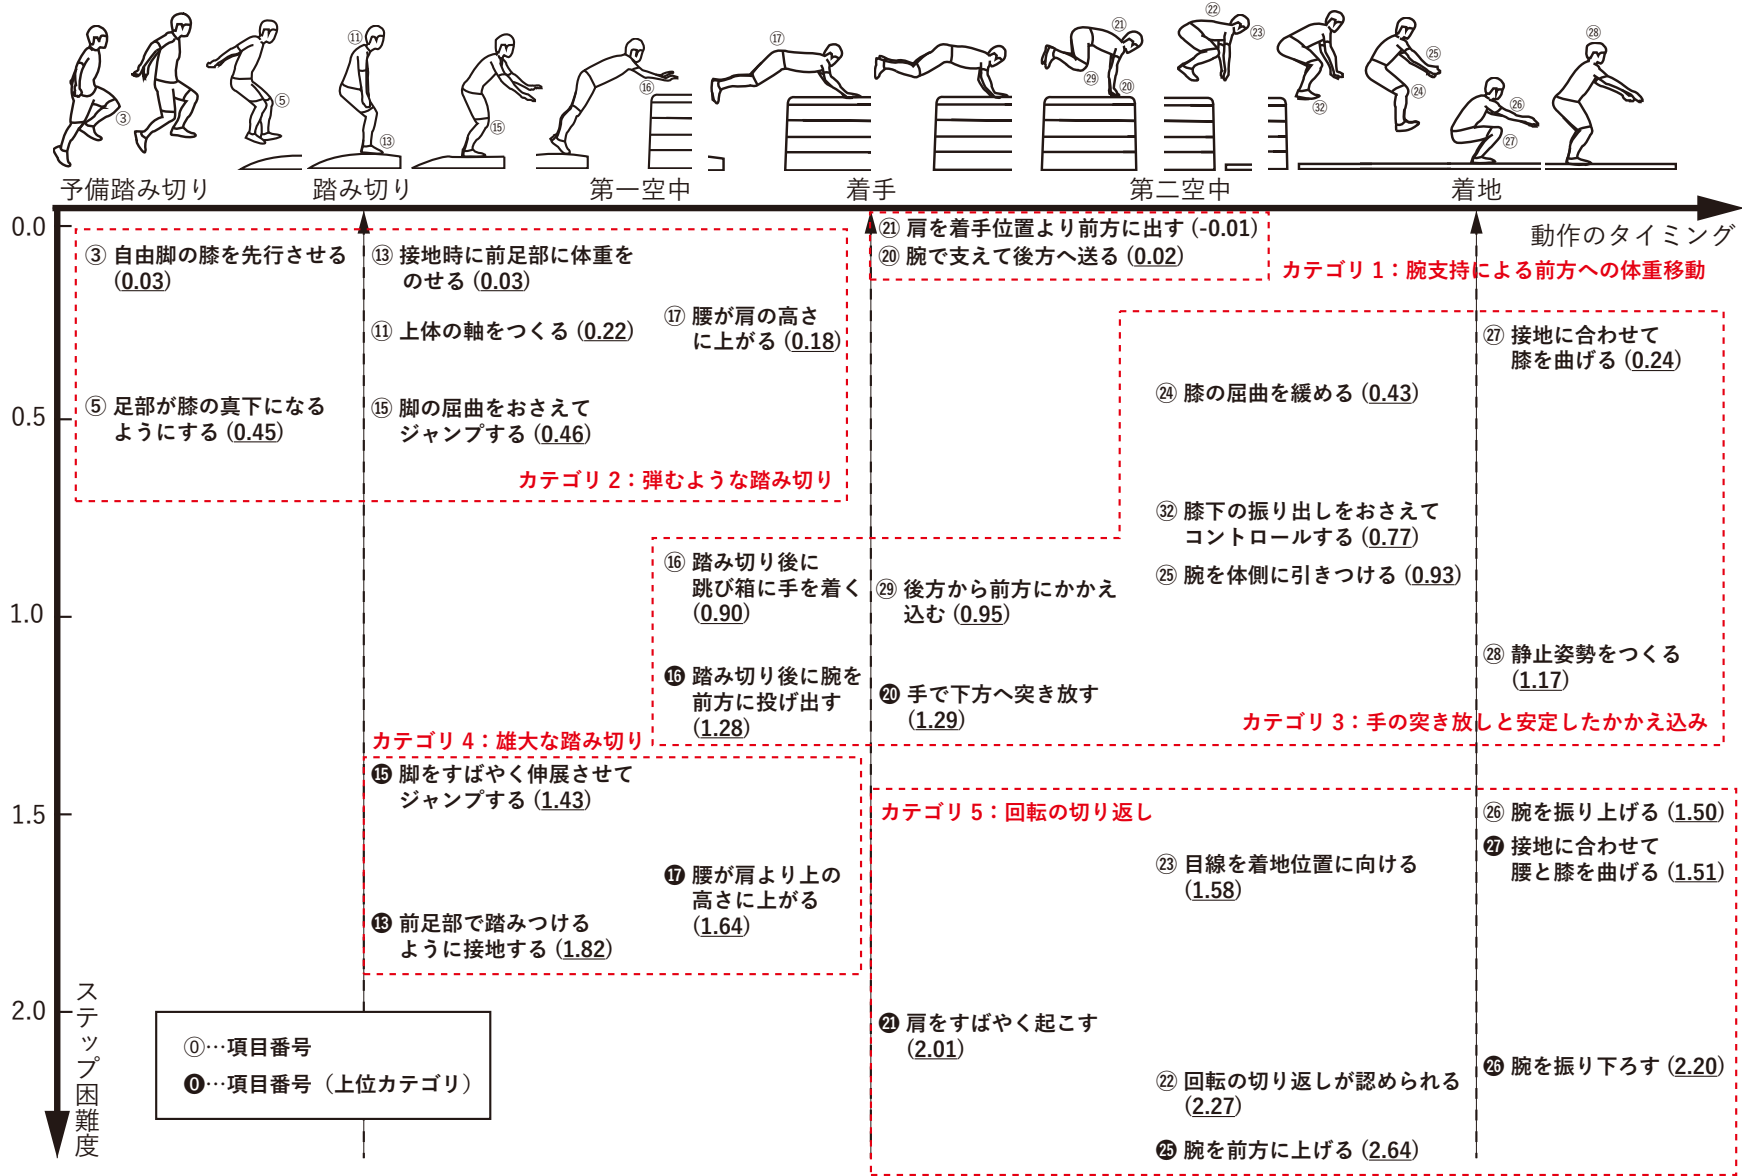 ⑪
⑰
㉑
㉒
㉓
㉘
③
⑤
⑬
⑮
⑯
㉙
⑳
㉜
㉕
㉔
㉖
㉗
予備踏み切り
踏み切り
第一空中
着手
第二空中
着地
動作のタイミング
0.0
0.5
1.0
1.5
2.0
ステップ困難度
③ 自由脚の膝を先行させる
(0.03)
⑤ 足部が膝の真下になる
ようにする (0.45)
⑬ 接地時に前足部に体重を
のせる (0.03)
⑪ 上体の軸をつくる (0.22)
⑰ 腰が肩の高さ
に上がる (0.18)
⑮ 脚の屈曲をおさえて
ジャンプする (0.46)
カテゴリ 2：弾むような踏み切り
㉑ 肩を着手位置より前方に出す (-0.01)
⑳ 腕で支えて後方へ送る (0.02)
カテゴリ 1：腕支持による前方への体重移動
㉗ 接地に合わせて
膝を曲げる (0.24)
㉔ 膝の屈曲を緩める (0.43)
㉜ 膝下の振り出しをおさえて
コントロールする (0.77)
㉕ 腕を体側に引きつける (0.93)
⑯ 踏み切り後に
跳び箱に手を着く
(0.90)
㉙ 後方から前方にかかえ
込む (0.95)
㉘ 静止姿勢をつくる
(1.17)
⓰ 踏み切り後に腕を
前方に投げ出す
(1.28)
⓴ 手で下方へ突き放す
(1.29)
カテゴリ 3：手の突き放しと安定したかかえ込み
カテゴリ 4：雄大な踏み切り
⓯ 脚をすばやく伸展させて
ジャンプする (1.43)
⓱ 腰が肩より上の
高さに上がる
(1.64)
⓭ 前足部で踏みつける
ように接地する (1.82)
カテゴリ 5：回転の切り返し
㉖ 腕を振り上げる (1.50)
㉗ 接地に合わせて
腰と膝を曲げる (1.51)
㉓ 目線を着地位置に向ける
(1.58)
㉑ 肩をすばやく起こす
(2.01)
㉖ 腕を振り下ろす (2.20)
㉒ 回転の切り返しが認められる
(2.27)
㉕ 腕を前方に上げる (2.64)
⓪…項目番号
⓿…項目番号（上位カテゴリ）